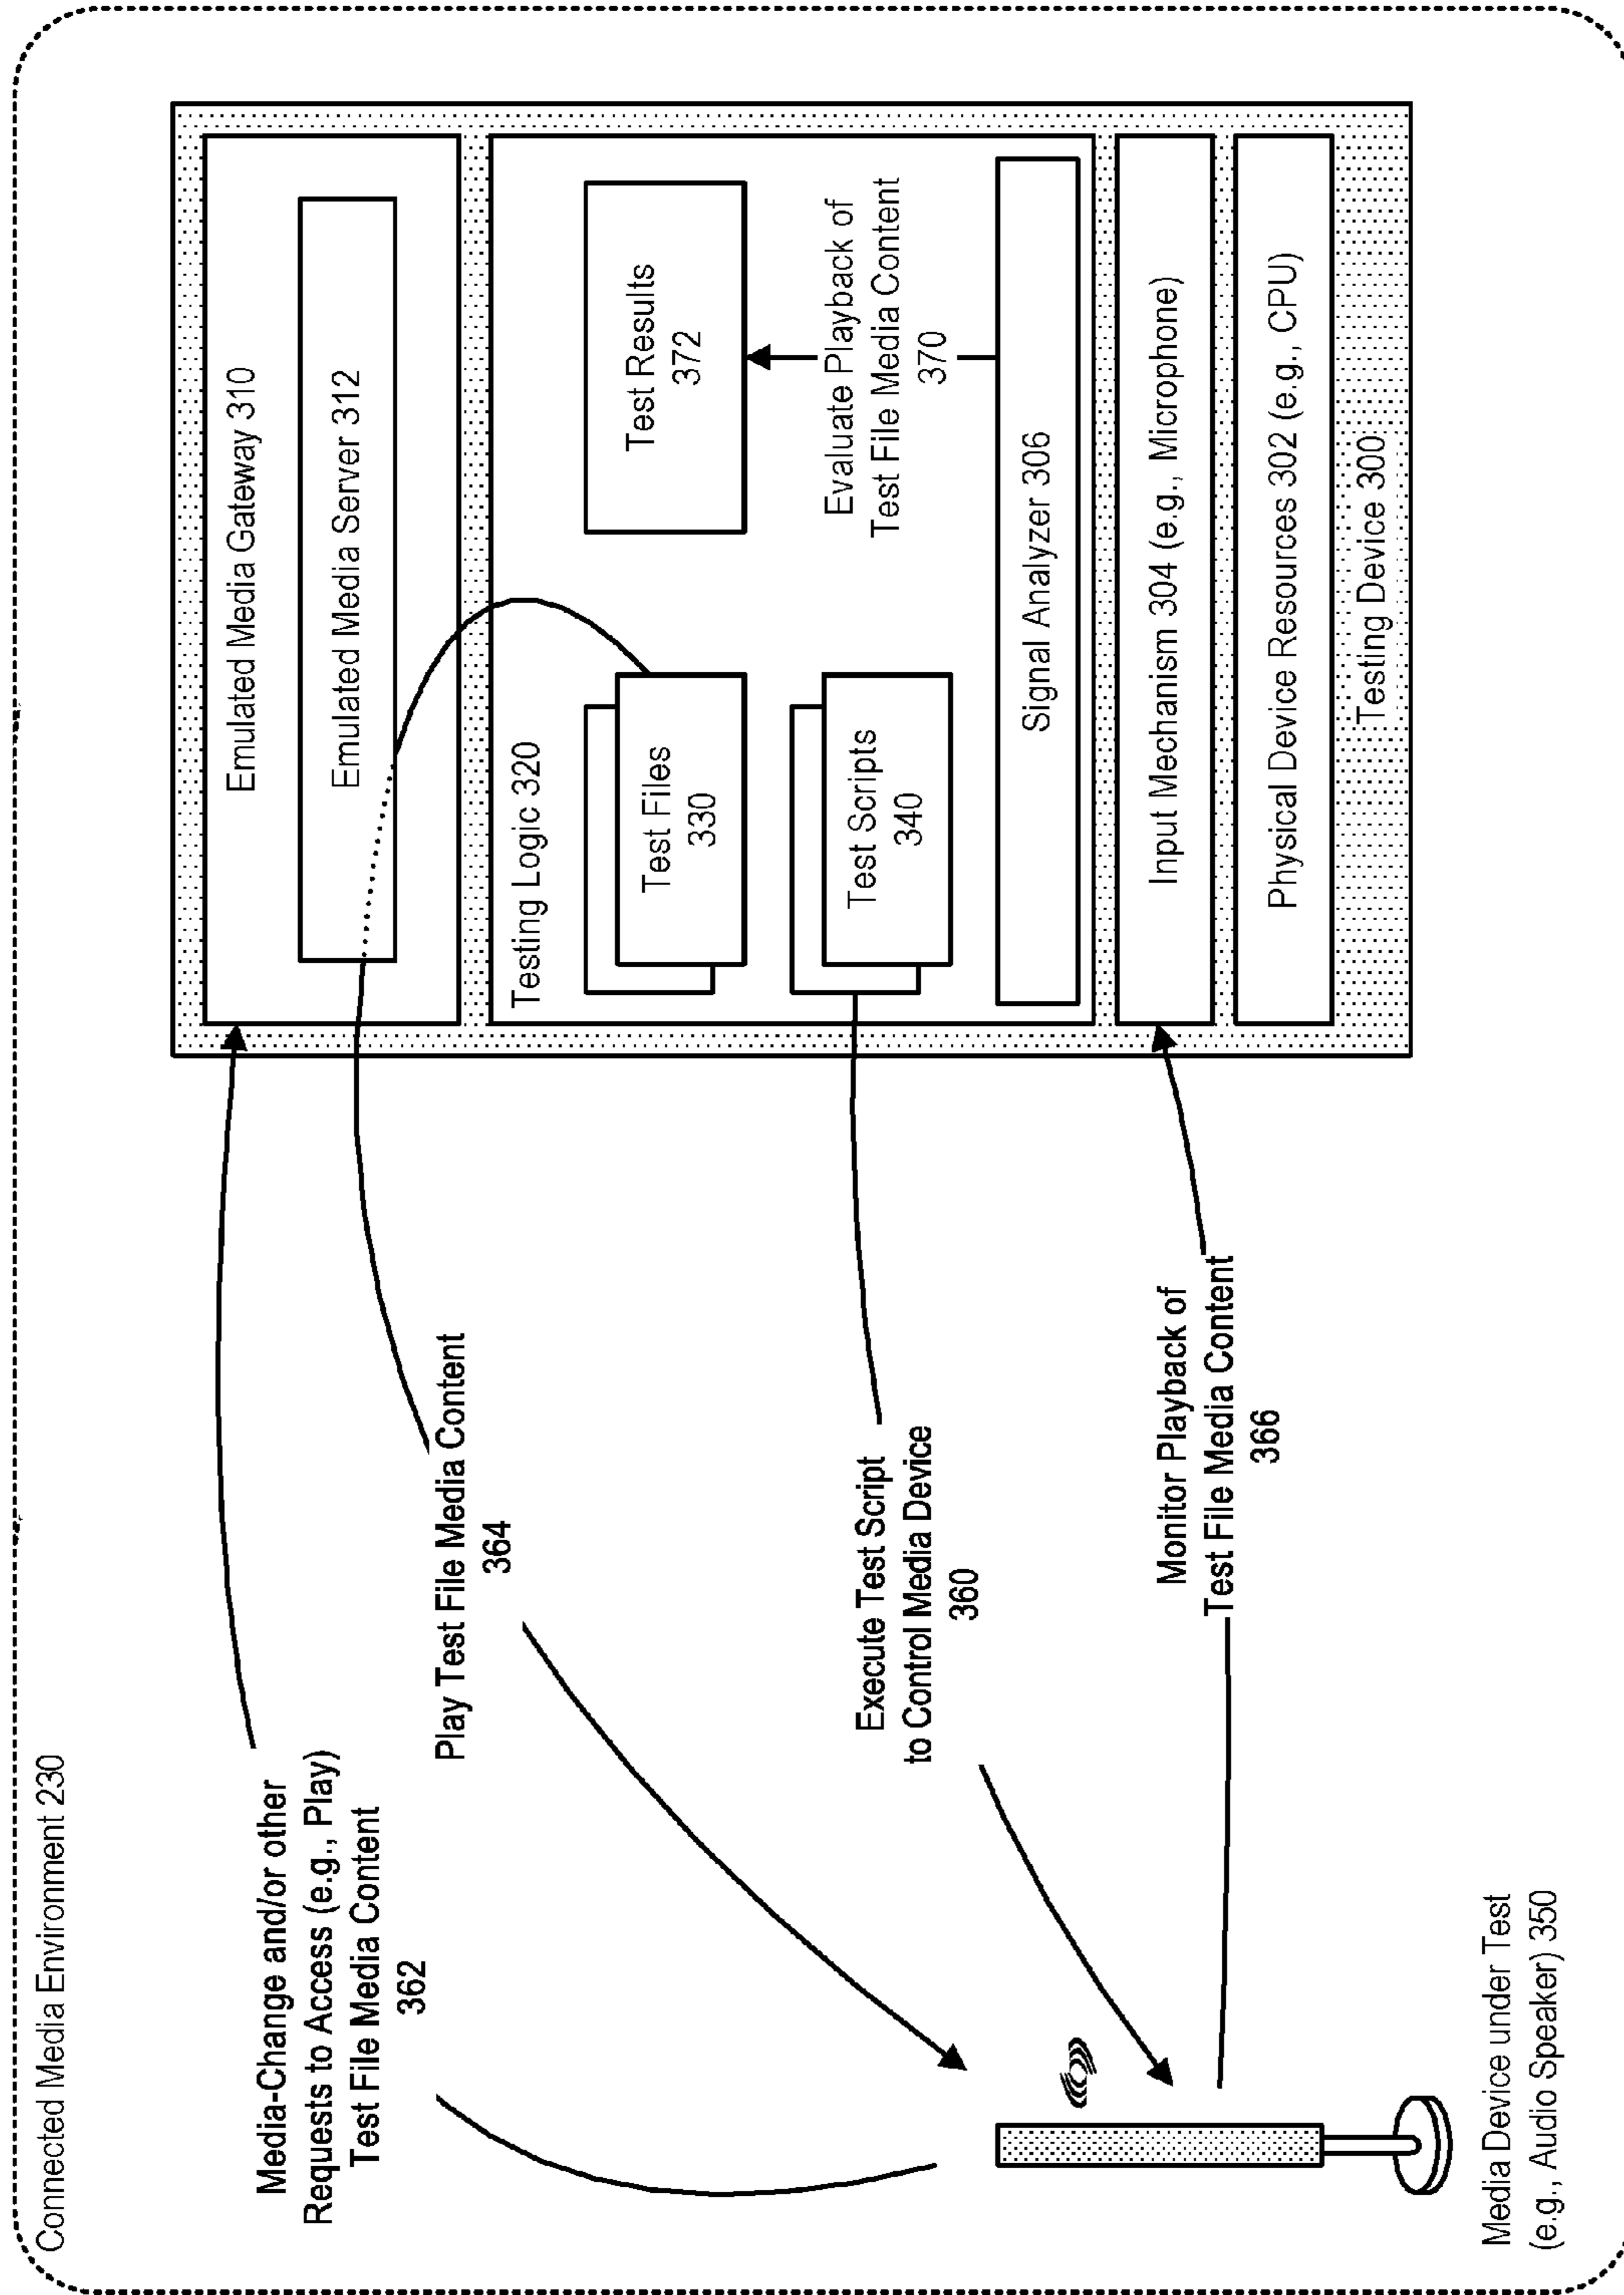 Connected Media Environment 230
Media-Change and/or other
Requests to Access (e.g., Play)
Test File Media Content
362
Play Test File Media Content
364
Execute Test Script
to Control Media Device
360
Monitor Playback of
Test File Media Content
366
Media Device under Test
(e.g., Audio Speaker) 350
Emulated Media Gateway 310
Emulated Media Server 312
Testing Logic 320
Test Files
330
Test Scripts
340
Test Results
372
Evaluate Playback of
Test File Media Content
370
Signal Analyzer 306
Input Mechanism 304 (e.g., Microphone)
Physical Device Resources 302 (e.g., CPU)
Testing Device 300